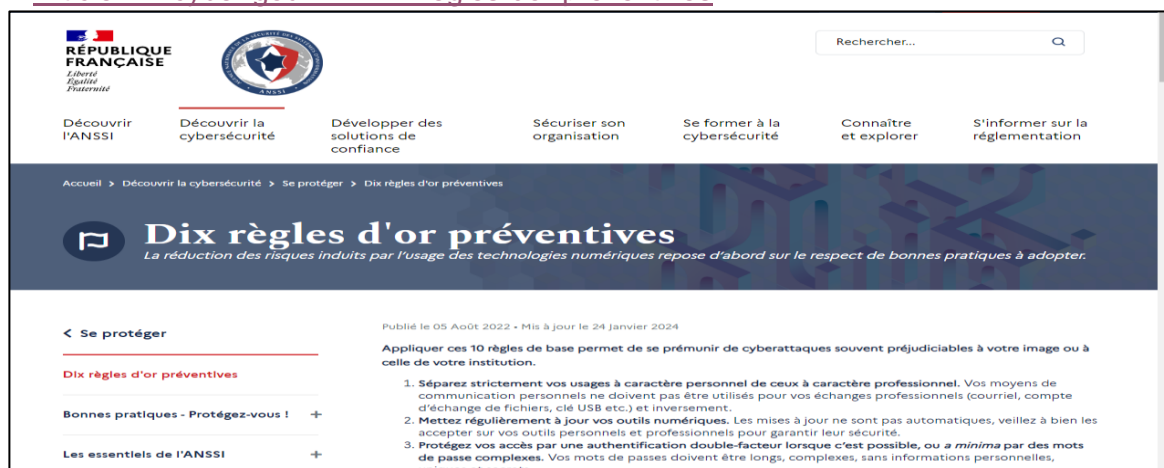 RÉPUBLIQUE
FRANÇAISE
Liberté
Égalité
Fraternité
ANSSI
Rechercher...
Découvrir
l'ANSSI
Découvrir la
cybersécurité
Développer des
solutions de
confiance
Sécuriser son
organisation
Se former à la
cybersécurité
Connaître
et explorer
S'informer sur la
réglementation
Accueil > Découvrir la cybersécurité > Se protéger > Dix règles d'or préventives
Dix règles d'or préventives
La réduction des risques induits par l'usage des technologies numériques repose d'abord sur le respect de bonnes pratiques à adopter.
< Se protéger
Dix règles d'or préventives
Bonnes pratiques - Protégez-vous ! +
Les essentiels de l'ANSSI +
Publié le 05 Août 2022 • Mis à jour le 24 Janvier 2024
Appliquer ces 10 règles de base permet de se prémunir de cyberattaques souvent préjudiciables à votre image ou à
celle de votre institution.
1. Séparez strictement vos usages à caractère personnel de ceux à caractère professionnel. Vos moyens de
communication personnels ne doivent pas être utilisés pour vos échanges professionnels (courriel, compte
d'échange de fichiers, clé USB etc.) et inversement.
2. Mettez régulièrement à jour vos outils numériques. Les mises à jour ne sont pas automatiques, veillez à bien les
accepter sur vos outils personnels et professionnels pour garantir leur sécurité.
3. Protégez vos accès par une authentification double-facteur lorsque c'est possible, ou a minima par des mots
de passe complexes. Vos mots de passes doivent être longs, complexes, sans informations personnelles,